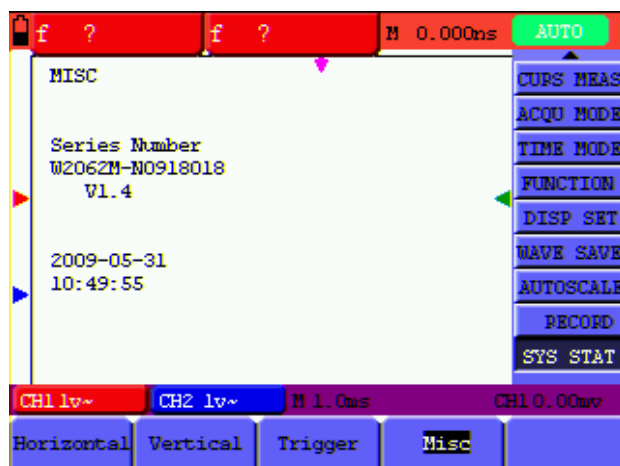 f ? f ? M 0.000ns AUTO
MISC
Series Number
W2062M-N0918018
V1.4
2009-05-31
10:49:55
CURS MEAS
ACQU MODE
TIME MODE
FUNCTION
DISP SET
WAVE SAVE
AUTOSCALE
RECORD
SYS STAT
CH1 1v~ CH2 1v~ M 1.0ms CH1 0.00mv
Horizontal Vertical Trigger Misc